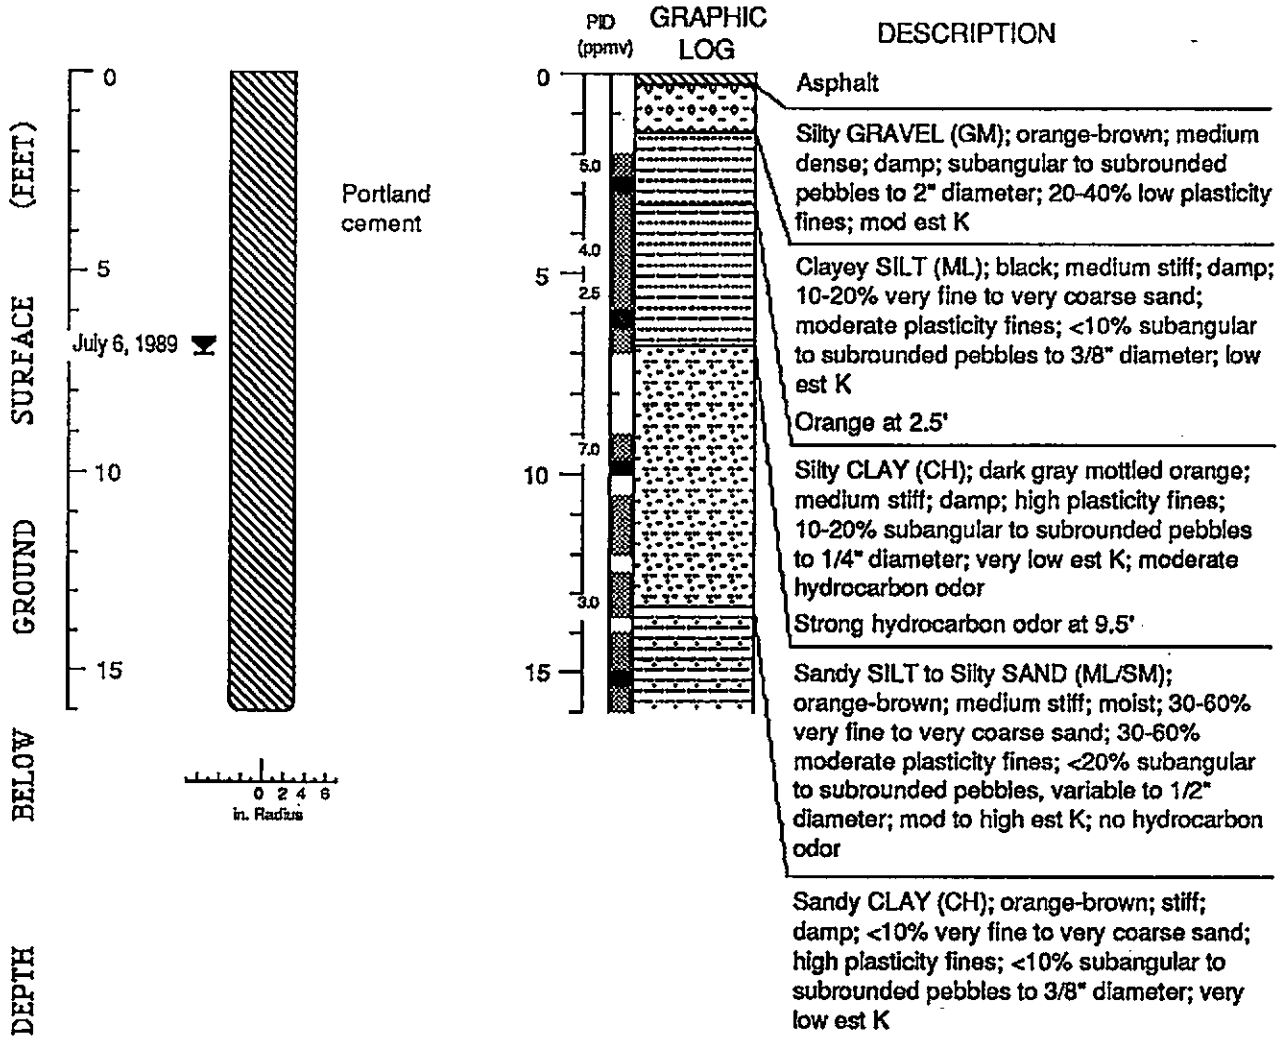 DEPTH BELOW GROUND SURFACE (FEET)
0
5
July 6, 1989
10
15
Portland
cement
0 2 4 6
in. Radius
PID
(ppmv)
GRAPHIC
LOG
DESCRIPTION
0
5.0
4.0
5
2.5
7.0
10
3.0
15
Asphalt
Silty GRAVEL (GM); orange-brown; medium
dense; damp; subangular to subrounded
pebbles to 2" diameter; 20-40% low plasticity
fines; mod est K
Clayey SILT (ML); black; medium stiff; damp;
10-20% very fine to very coarse sand;
moderate plasticity fines; <10% subangular
to subrounded pebbles to 3/8" diameter; low
est K
Orange at 2.5'
Silty CLAY (CH); dark gray mottled orange;
medium stiff; damp; high plasticity fines;
10-20% subangular to subrounded pebbles
to 1/4" diameter; very low est K; moderate
hydrocarbon odor
Strong hydrocarbon odor at 9.5'
Sandy SILT to Silty SAND (ML/SM);
orange-brown; medium stiff; moist; 30-60%
very fine to very coarse sand; 30-60%
moderate plasticity fines; <20% subangular
to subrounded pebbles, variable to 1/2"
diameter; mod to high est K; no hydrocarbon
odor
Sandy CLAY (CH); orange-brown; stiff;
damp; <10% very fine to very coarse sand;
high plasticity fines; <10% subangular to
subrounded pebbles to 3/8" diameter; very
low est K